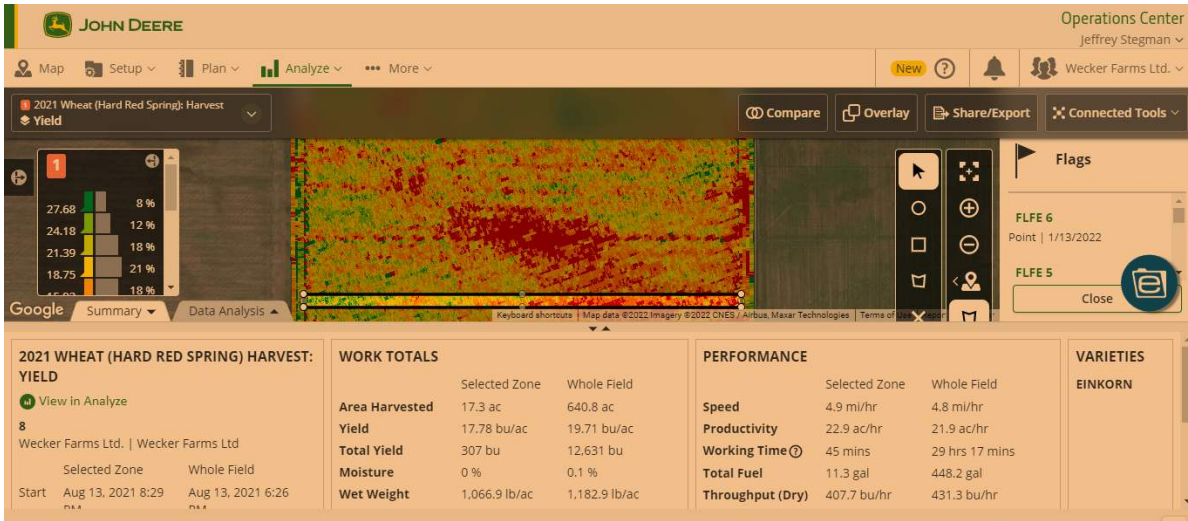 JOHN DEERE
Operations Center
Jeffrey Stegman
Map Setup Plan Analyze More New ? Wecker Farms Ltd.
1 2021 Wheat (Hard Red Spring): Harvest
Yield
Compare Overlay Share/Export Connected Tools
1
27.68 8 %
24.18 12 %
21.39 18 %
18.75 21 %
18 %
Flags
FLFE 6
Point | 1/13/2022
FLFE 5
Close
Google Summary Data Analysis
Keyboard shortcuts Map data ©2022 Imagery ©2022 CNES / Airbus, Maxar Technologies Terms of
2021 WHEAT (HARD RED SPRING) HARVEST:
YIELD
View in Analyze
8
Wecker Farms Ltd. | Wecker Farms Ltd
Selected Zone Whole Field
Start Aug 13, 2021 8:29 Aug 13, 2021 6:26
PM PM
WORK TOTALS
Selected Zone Whole Field
Area Harvested 17.3 ac 640.8 ac
Yield 17.78 bu/ac 19.71 bu/ac
Total Yield 307 bu 12,631 bu
Moisture 0 % 0.1 %
Wet Weight 1,066.9 lb/ac 1,182.9 lb/ac
PERFORMANCE
Selected Zone Whole Field
Speed 4.9 mi/hr 4.8 mi/hr
Productivity 22.9 ac/hr 21.9 ac/hr
Working Time ? 45 mins 29 hrs 17 mins
Total Fuel 11.3 gal 448.2 gal
Throughput (Dry) 407.7 bu/hr 431.3 bu/hr
VARIETIES
EINKORN